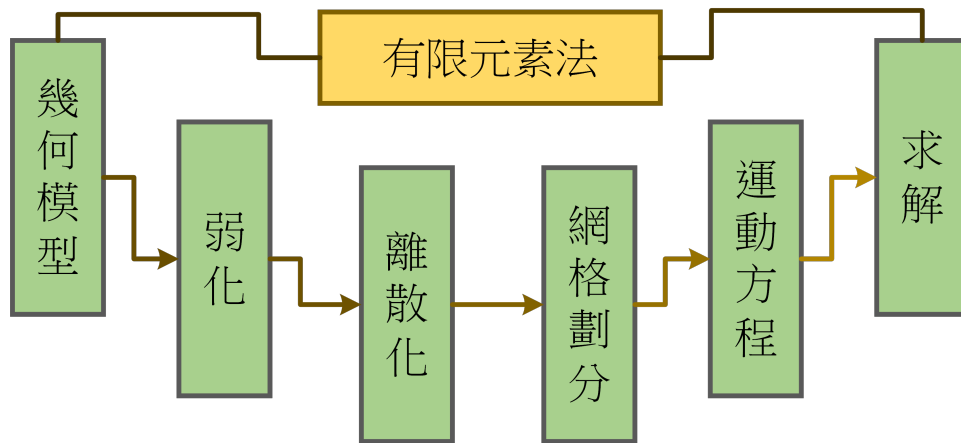 有限元素法
幾何模型
弱化
離散化
網格劃分
運動方程
求解